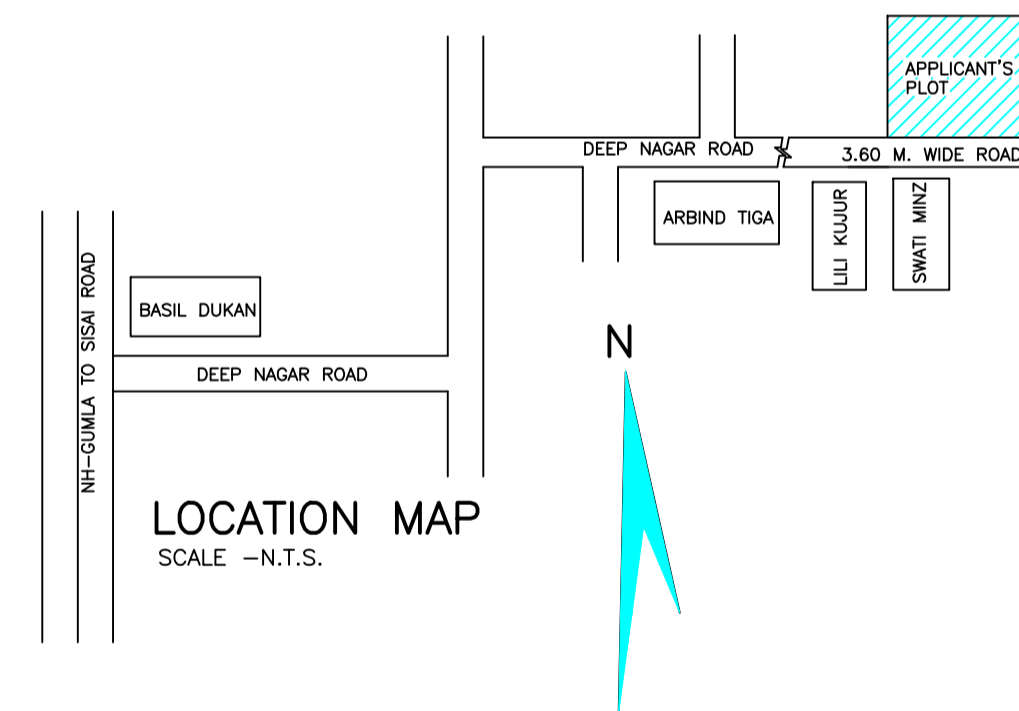 APPLICANT'S
PLOT
DEEP NAGAR ROAD
3.60 M. WIDE ROAD
ARBIND TIGA
LILI KUJUR
SWATI MINZ
NH-GUMLA TO SISAI ROAD
BASIL DUKAN
DEEP NAGAR ROAD
N
LOCATION MAP
SCALE -N.T.S.